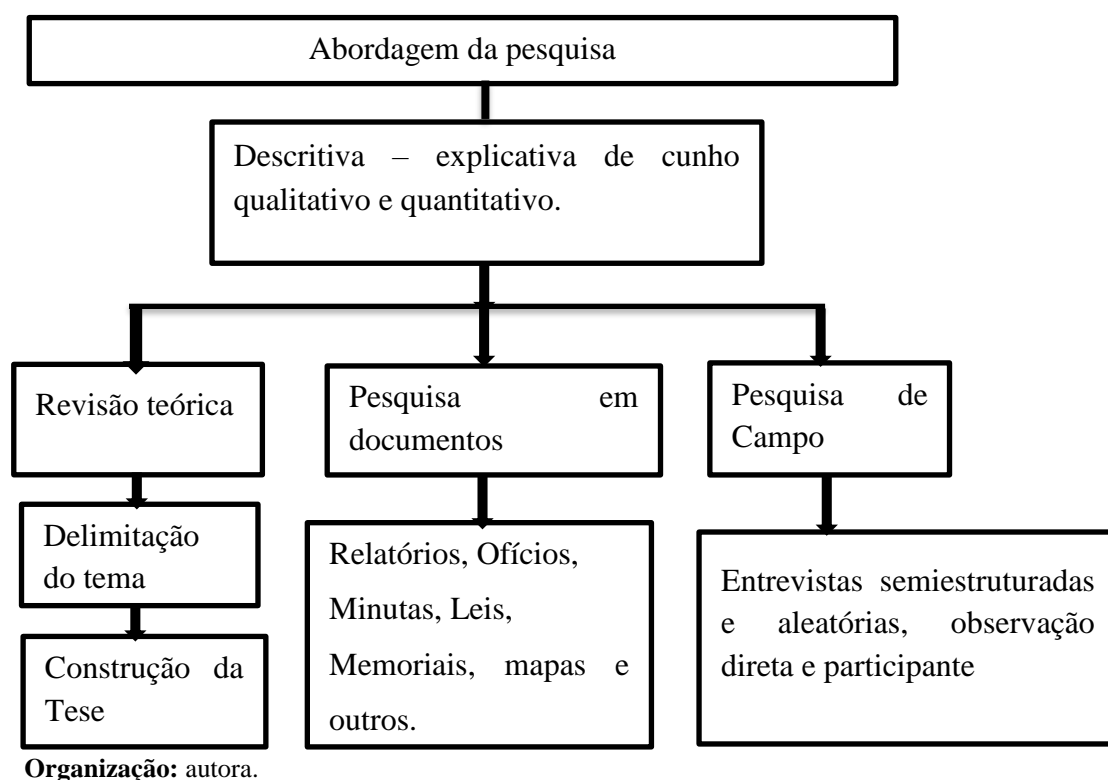 Abordagem da pesquisa
Descritiva – explicativa de cunho
qualitativo e quantitativo.
Revisão teórica
Pesquisa em
documentos
Pesquisa de
Campo
Delimitação
do tema
Relatórios, Ofícios,
Minutas, Leis,
Memoriais, mapas e
outros.
Entrevistas semiestruturadas
e aleatórias, observação
direta e participante
Construção da
Tese
Organização: autora.